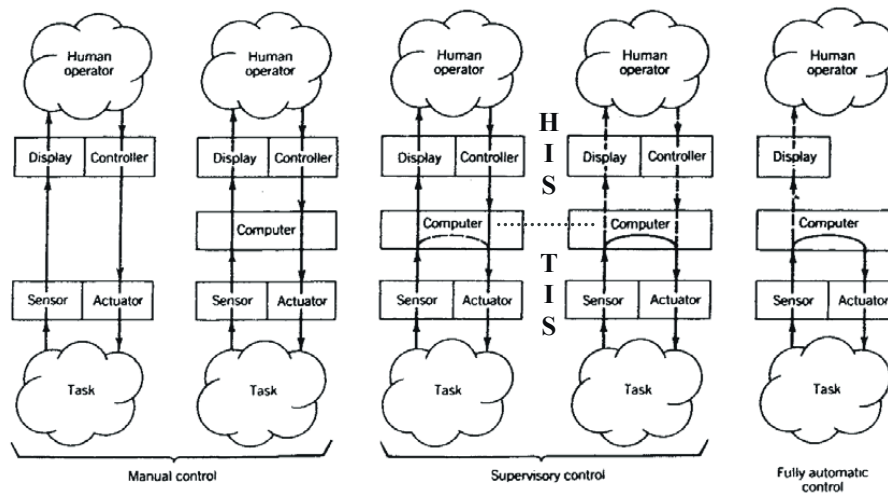 Human
operator
Human
operator
Human
operator
Human
operator
Human
operator
Display
Controller
Display
Controller
Display
Controller
Display
Controller
Display
H
I
S
Computer
Computer
Computer
Computer
T
I
S
Sensor
Actuator
Sensor
Actuator
Sensor
Actuator
Sensor
Actuator
Sensor
Actuator
Task
Task
Task
Task
Task
Manual control
Supervisory control
Fully automatic
control